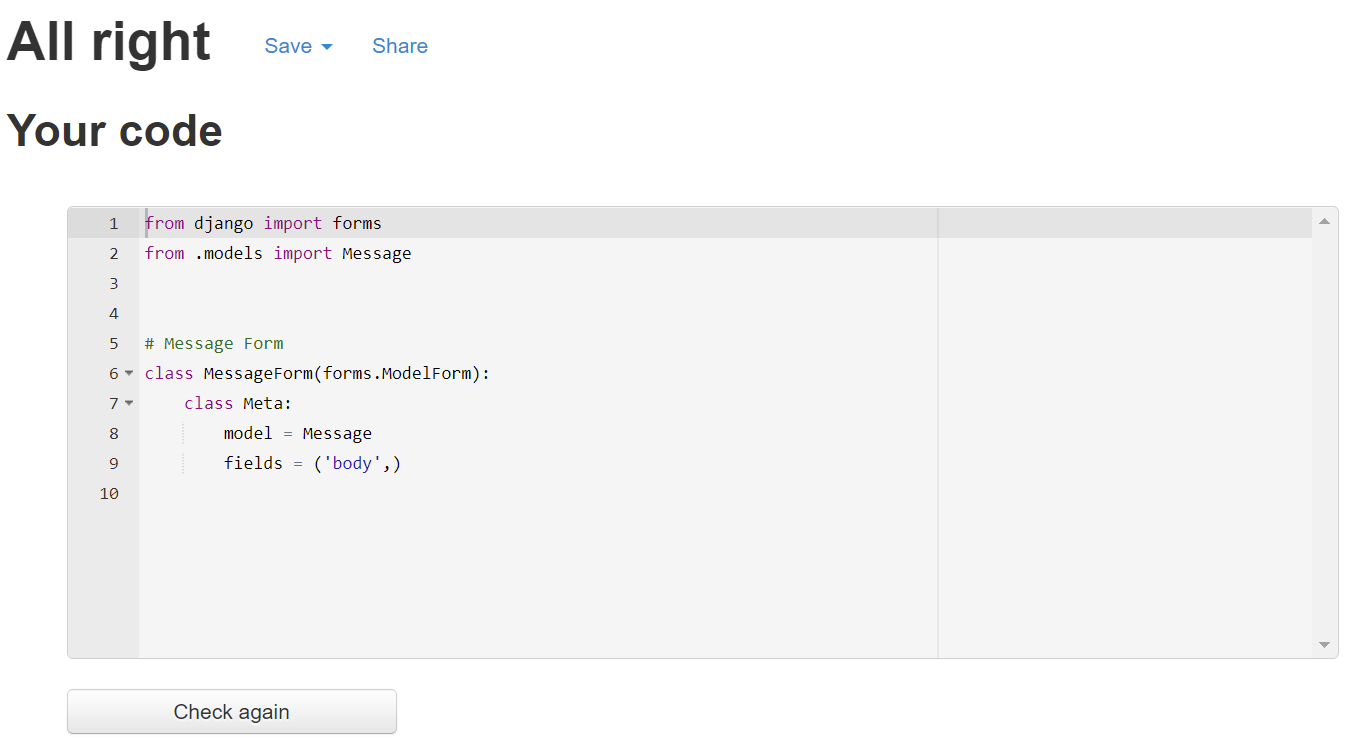 All right Save Share
Your code
1 from django import forms
2 from .models import Message
3
4
5 # Message Form
6 class MessageForm(forms.ModelForm):
7     class Meta:
8         model = Message
9         fields = ('body',)
10
Check again